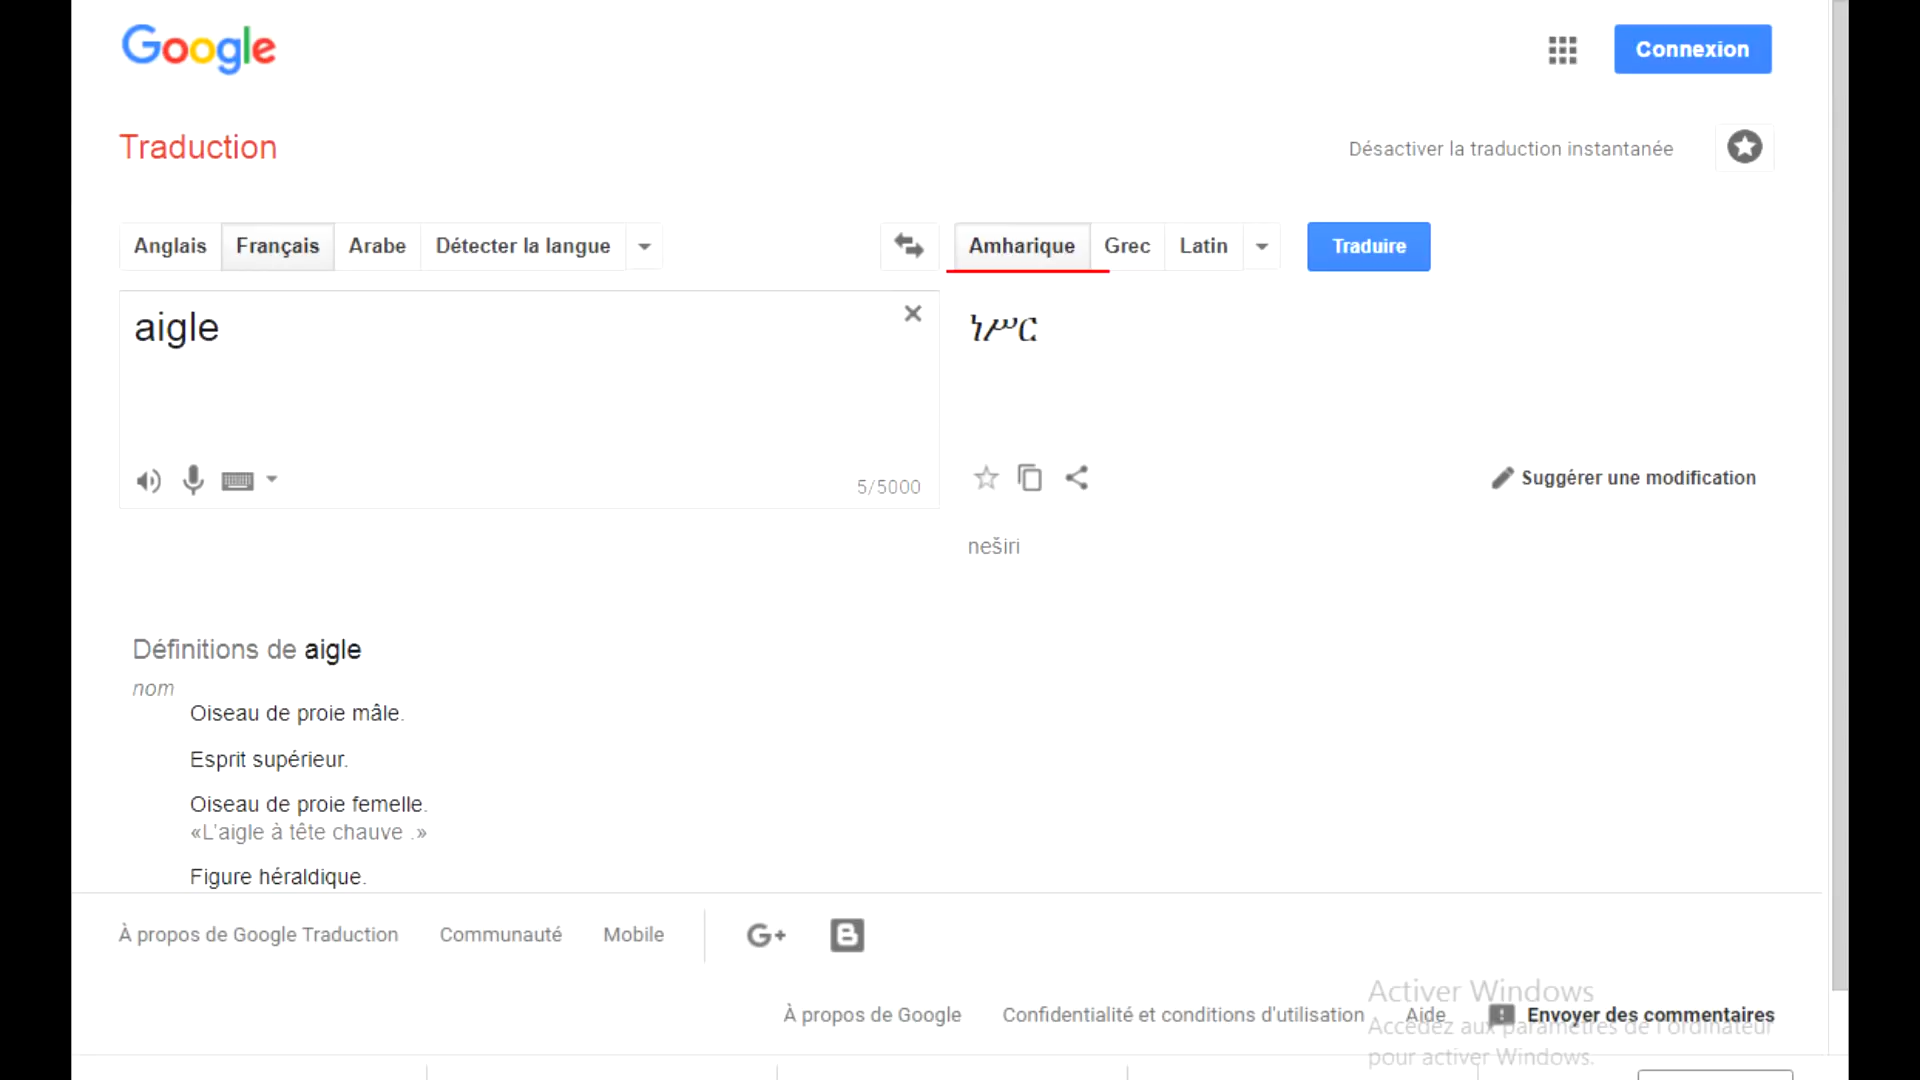 Google
Connexion
Traduction
Désactiver la traduction instantanée
Anglais Français Arabe Détecter la langue
Amharique Grec Latin
Traduire
aigle
ነሥር
5/5000
Suggérer une modification
neširi
Définitions de aigle
nom
Oiseau de proie mâle.
Esprit supérieur.
Oiseau de proie femelle.
«L'aigle à tête chauve .»
Figure héraldique.
À propos de Google Traduction Communauté Mobile
G+
B
À propos de Google Confidentialité et conditions d'utilisation Aide Envoyer des commentaires
Activer Windows
Accédez aux paramètres de l'ordinateur
pour activer Windows.